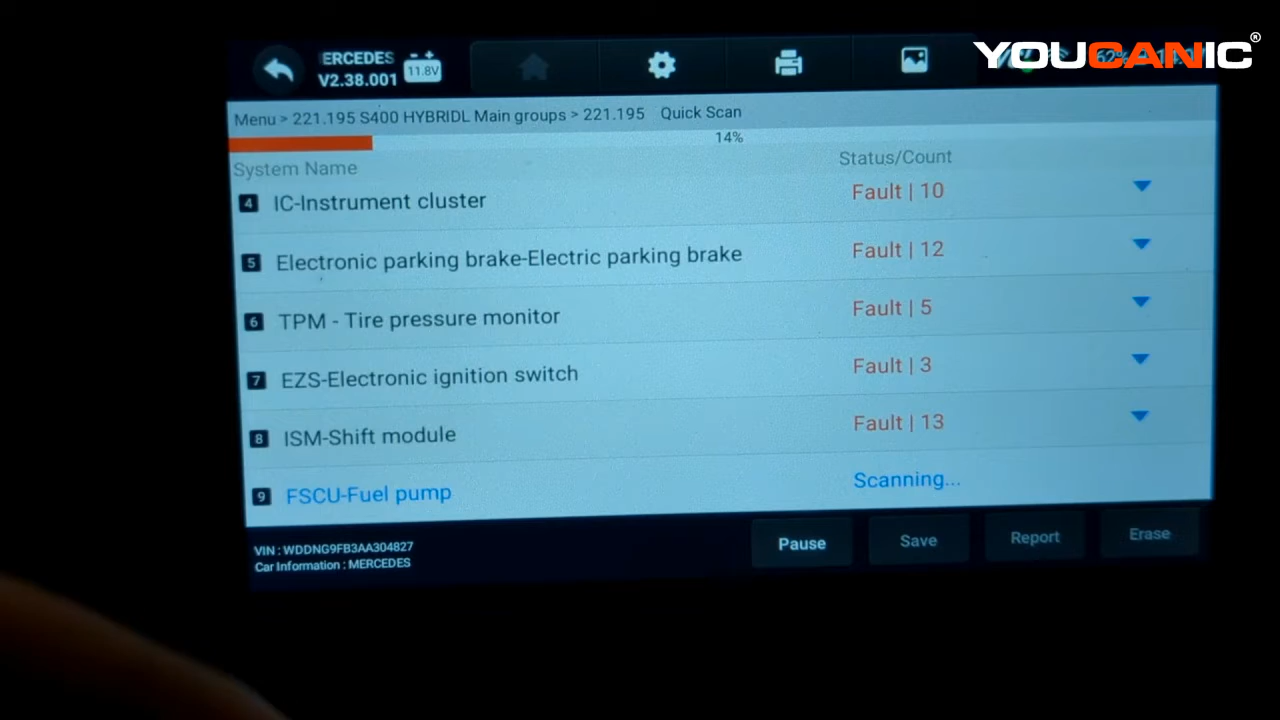 YOUCANIC®
ERCEDES
V2.38.001
11.8V
Menu > 221.195 S400 HYBRIDL Main groups > 221.195 Quick Scan
14%
System Name Status/Count
4 IC-Instrument cluster Fault | 10
5 Electronic parking brake-Electric parking brake Fault | 12
6 TPM - Tire pressure monitor Fault | 5
7 EZS-Electronic ignition switch Fault | 3
8 ISM-Shift module Fault | 13
9 FSCU-Fuel pump Scanning...
VIN : WDDNG9FB3AA304827
Car Information : MERCEDES
Pause Save Report Erase